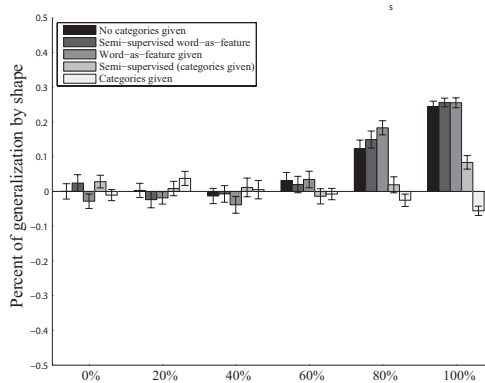 s
0.5
No categories given
Semi−supervised word−as−feature
0.4
Word−as−feature given
Semi−supervised (categories given)
Categories given
0.3
0.2
0.1
0
−0.1
−0.2
−0.3
−0.4
−0.5
Percent of generalization by shape
0% 20% 40% 60% 80% 100%